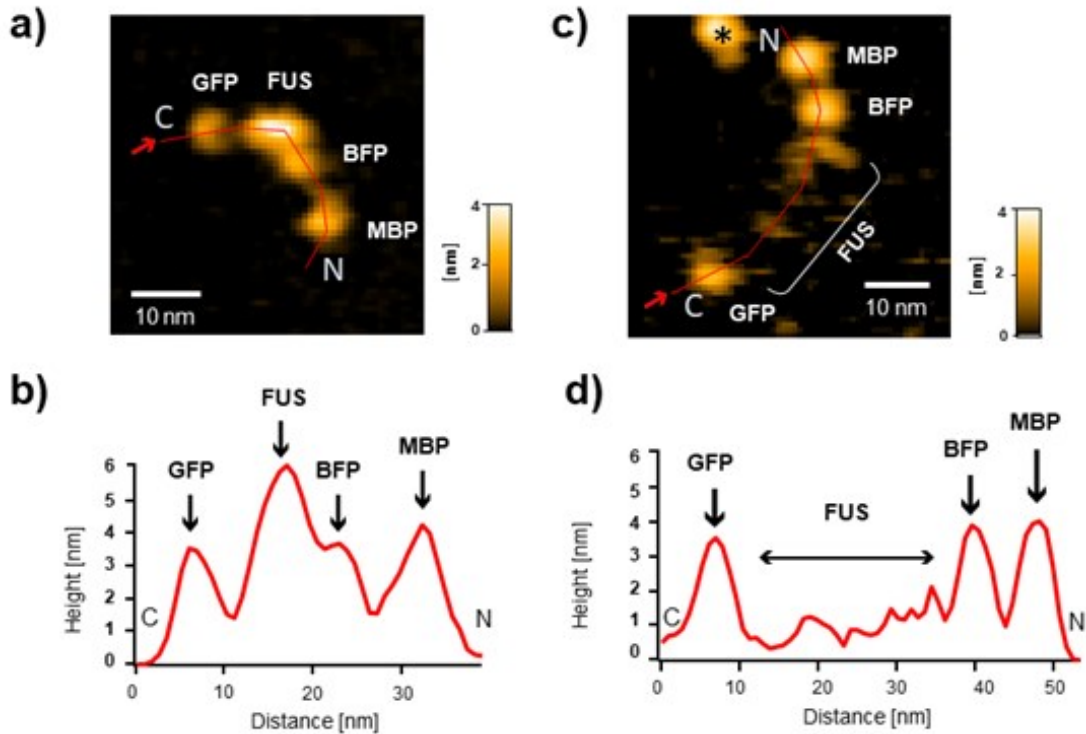 a)
GFP FUS
C
BFP
MBP
N
10 nm
4
[nm]
2
0
c)
*
N
MBP
BFP
FUS
C
GFP
10 nm
4
[nm]
2
0
b)
FUS
GFP
BFP
MBP
6
5
4
3
2
1
0
Height [nm]
C
N
0 10 20 30
Distance [nm]
d)
MBP
GFP
BFP
FUS
6
5
4
3
2
1
0
Height [nm]
C
N
0 10 20 30 40 50
Distance [nm]